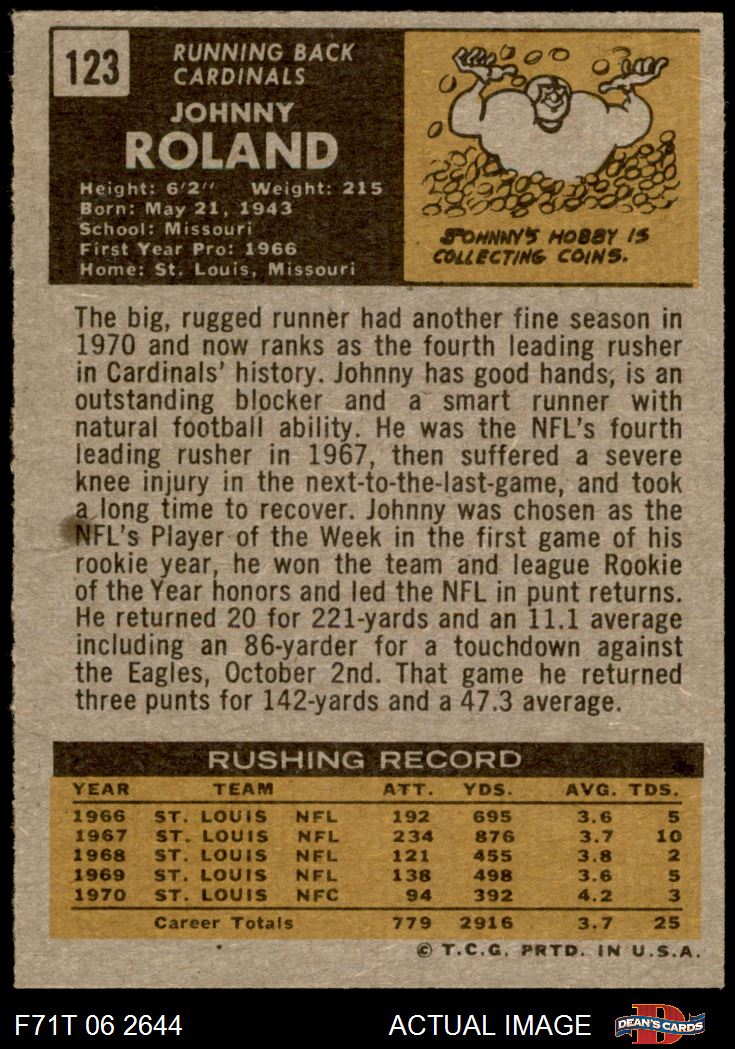 123
RUNNING BACK
CARDINALS
JOHNNY
ROLAND
Height: 6'2" Weight: 215
Born: May 21, 1943
School: Missouri
First Year Pro: 1966
Home: St. Louis, Missouri
JOHNNY'S HOBBY IS
COLLECTING COINS.
The big, rugged runner had another fine season in
1970 and now ranks as the fourth leading rusher
in Cardinals' history. Johnny has good hands, is an
outstanding blocker and a smart runner with
natural football ability. He was the NFL's fourth
leading rusher in 1967, then suffered a severe
knee injury in the next-to-the-last-game, and took
a long time to recover. Johnny was chosen as the
NFL's Player of the Week in the first game of his
rookie year, he won the team and league Rookie
of the Year honors and led the NFL in punt returns.
He returned 20 for 221-yards and an 11.1 average
including an 86-yarder for a touchdown against
the Eagles, October 2nd. That game he returned
three punts for 142-yards and a 47.3 average.
RUSHING RECORD
YEAR TEAM ATT. YDS. AVG. TDS.
1966 ST. LOUIS NFL 192 695 3.6 5
1967 ST. LOUIS NFL 234 876 3.7 10
1968 ST. LOUIS NFL 121 455 3.8 2
1969 ST. LOUIS NFL 138 498 3.6 5
1970 ST. LOUIS NFC 94 392 4.2 3
Career Totals 779 2916 3.7 25
© T.C.G. PRTD. IN U.S.A.
F71T 06 2644 ACTUAL IMAGE D DEAN'S CARDS